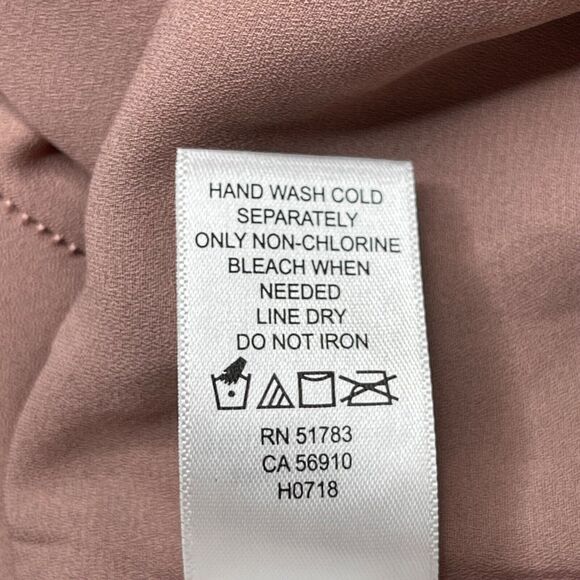 HAND WASH COLD
SEPARATELY
ONLY NON-CHLORINE
BLEACH WHEN
NEEDED
LINE DRY
DO NOT IRON
RN 51783
CA 56910
H0718